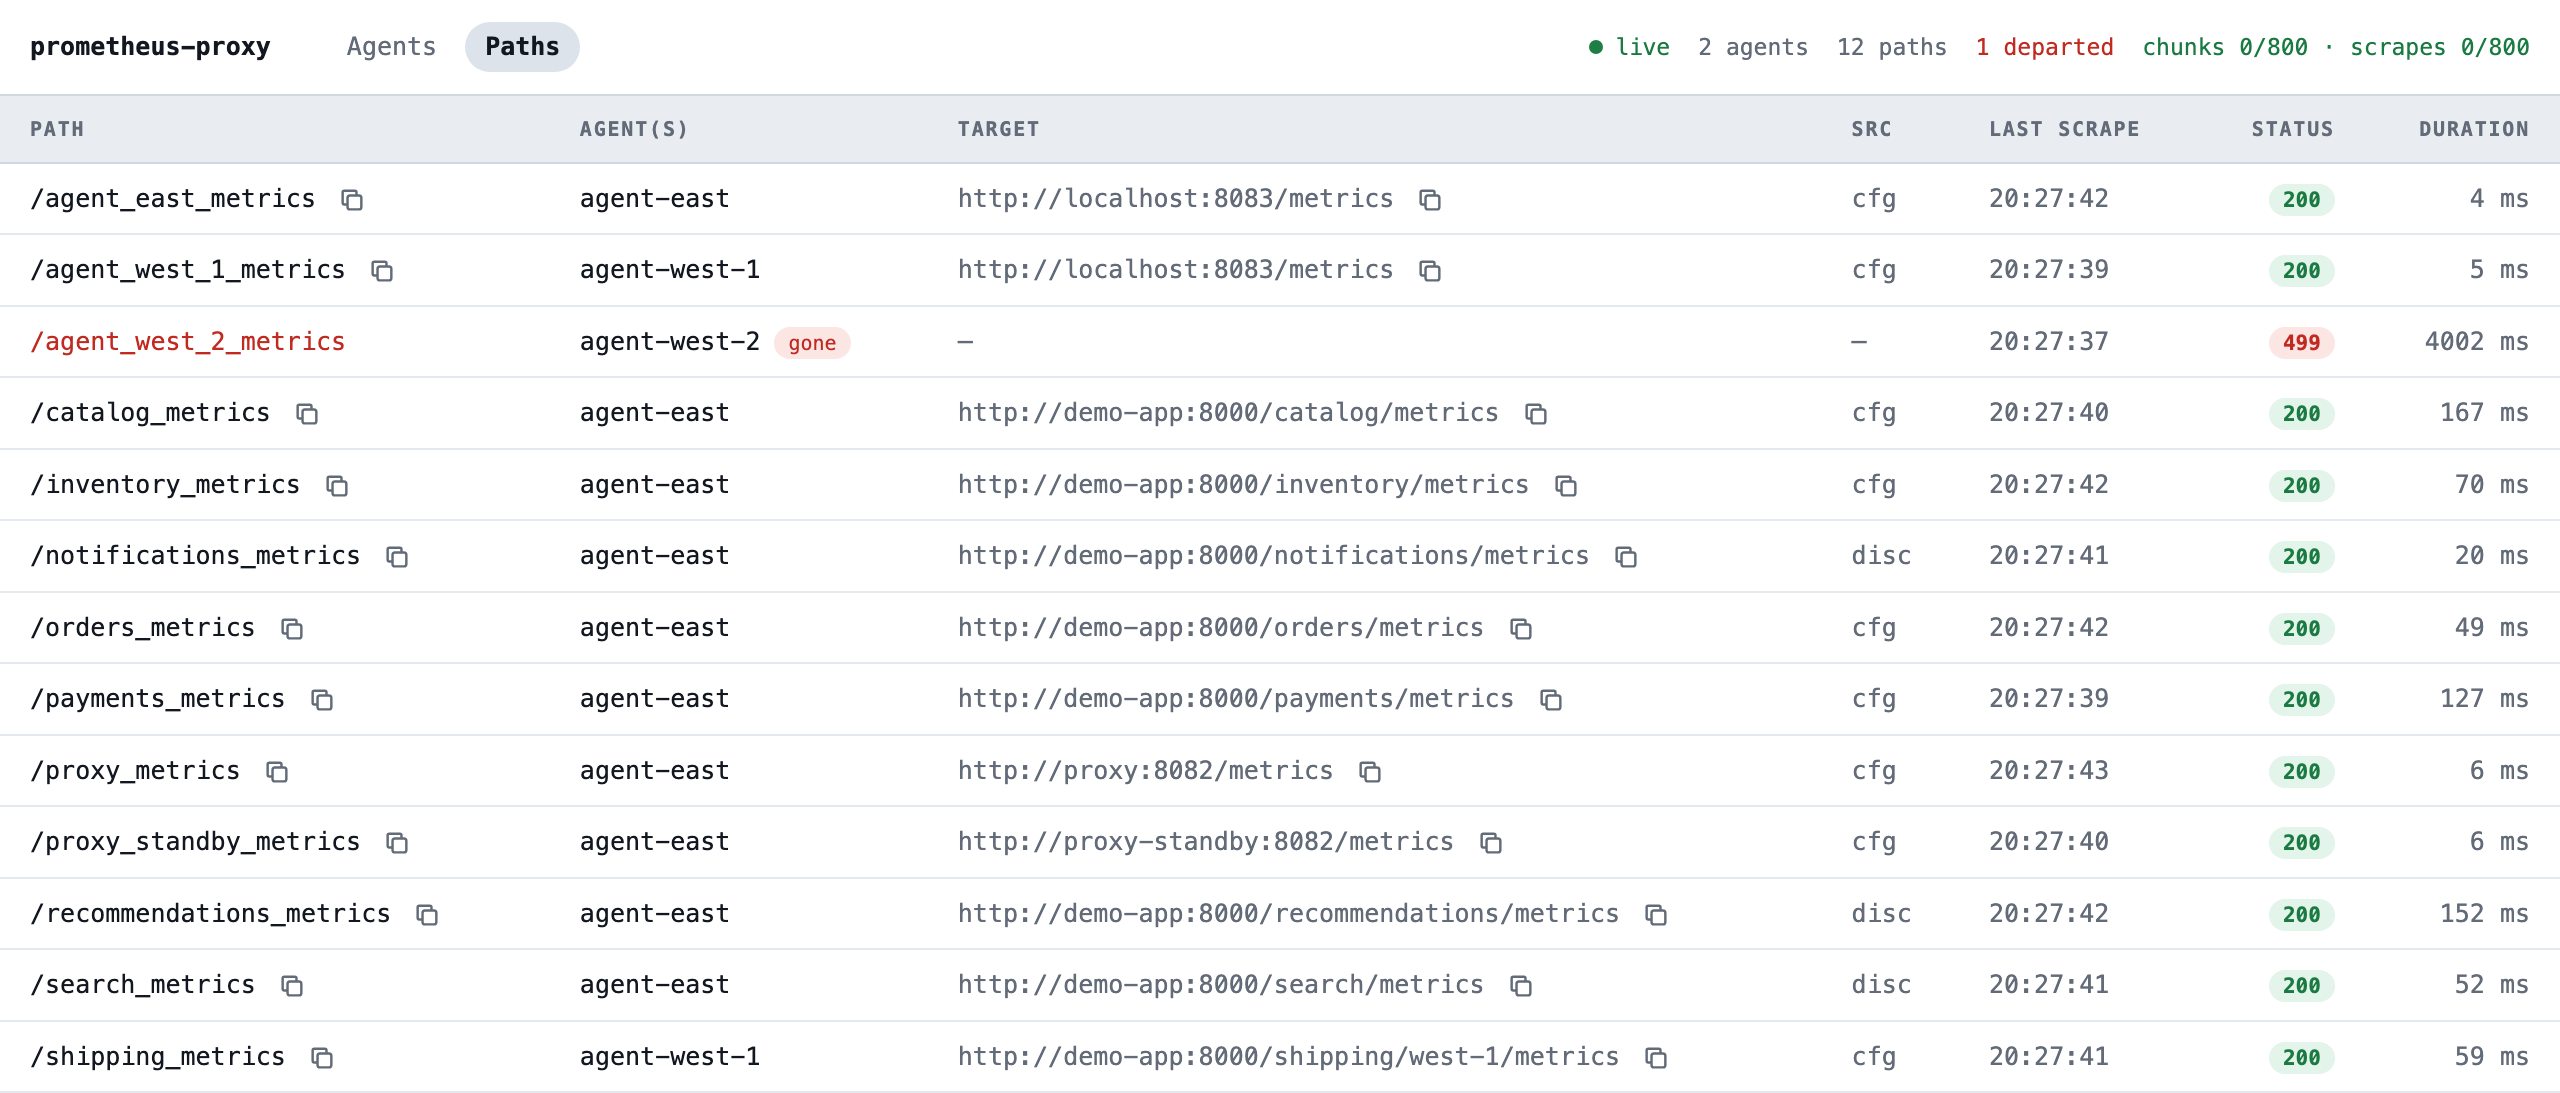 prometheus-proxy Agents Paths live 2 agents 12 paths 1 departed chunks 0/800 · scrapes 0/800
PATH AGENT(S) TARGET SRC LAST SCRAPE STATUS DURATION
/agent_east_metrics agent-east http://localhost:8083/metrics cfg 20:27:42 200 4 ms
/agent_west_1_metrics agent-west-1 http://localhost:8083/metrics cfg 20:27:39 200 5 ms
/agent_west_2_metrics agent-west-2 gone — — 20:27:37 499 4002 ms
/catalog_metrics agent-east http://demo-app:8000/catalog/metrics cfg 20:27:40 200 167 ms
/inventory_metrics agent-east http://demo-app:8000/inventory/metrics cfg 20:27:42 200 70 ms
/notifications_metrics agent-east http://demo-app:8000/notifications/metrics disc 20:27:41 200 20 ms
/orders_metrics agent-east http://demo-app:8000/orders/metrics cfg 20:27:42 200 49 ms
/payments_metrics agent-east http://demo-app:8000/payments/metrics cfg 20:27:39 200 127 ms
/proxy_metrics agent-east http://proxy:8082/metrics cfg 20:27:43 200 6 ms
/proxy_standby_metrics agent-east http://proxy-standby:8082/metrics cfg 20:27:40 200 6 ms
/recommendations_metrics agent-east http://demo-app:8000/recommendations/metrics disc 20:27:42 200 152 ms
/search_metrics agent-east http://demo-app:8000/search/metrics disc 20:27:41 200 52 ms
/shipping_metrics agent-west-1 http://demo-app:8000/shipping/west-1/metrics cfg 20:27:41 200 59 ms